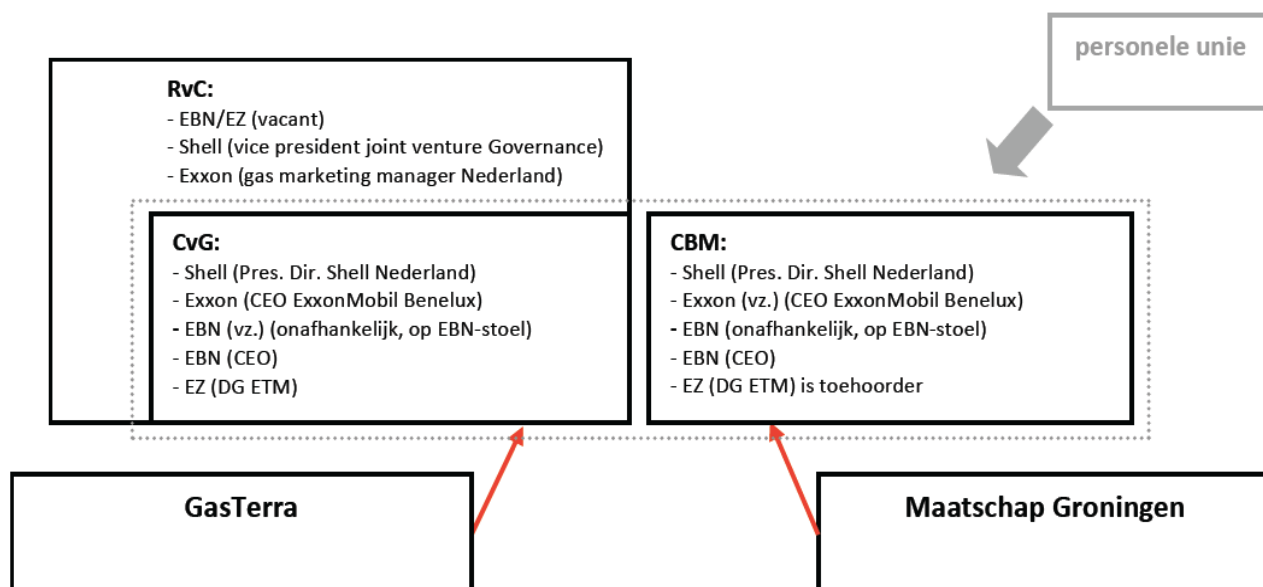 personele unie
RvC:
- EBN/EZ (vacant)
- Shell (vice president joint venture Governance)
- Exxon (gas marketing manager Nederland)
CvG:
- Shell (Pres. Dir. Shell Nederland)
- Exxon (CEO ExxonMobil Benelux)
- EBN (vz.) (onafhankelijk, op EBN-stoel)
- EBN (CEO)
- EZ (DG ETM)
CBM:
- Shell (Pres. Dir. Shell Nederland)
- Exxon (vz.) (CEO ExxonMobil Benelux)
- EBN (onafhankelijk, op EBN-stoel)
- EBN (CEO)
- EZ (DG ETM) is toehoorder
GasTerra
Maatschap Groningen